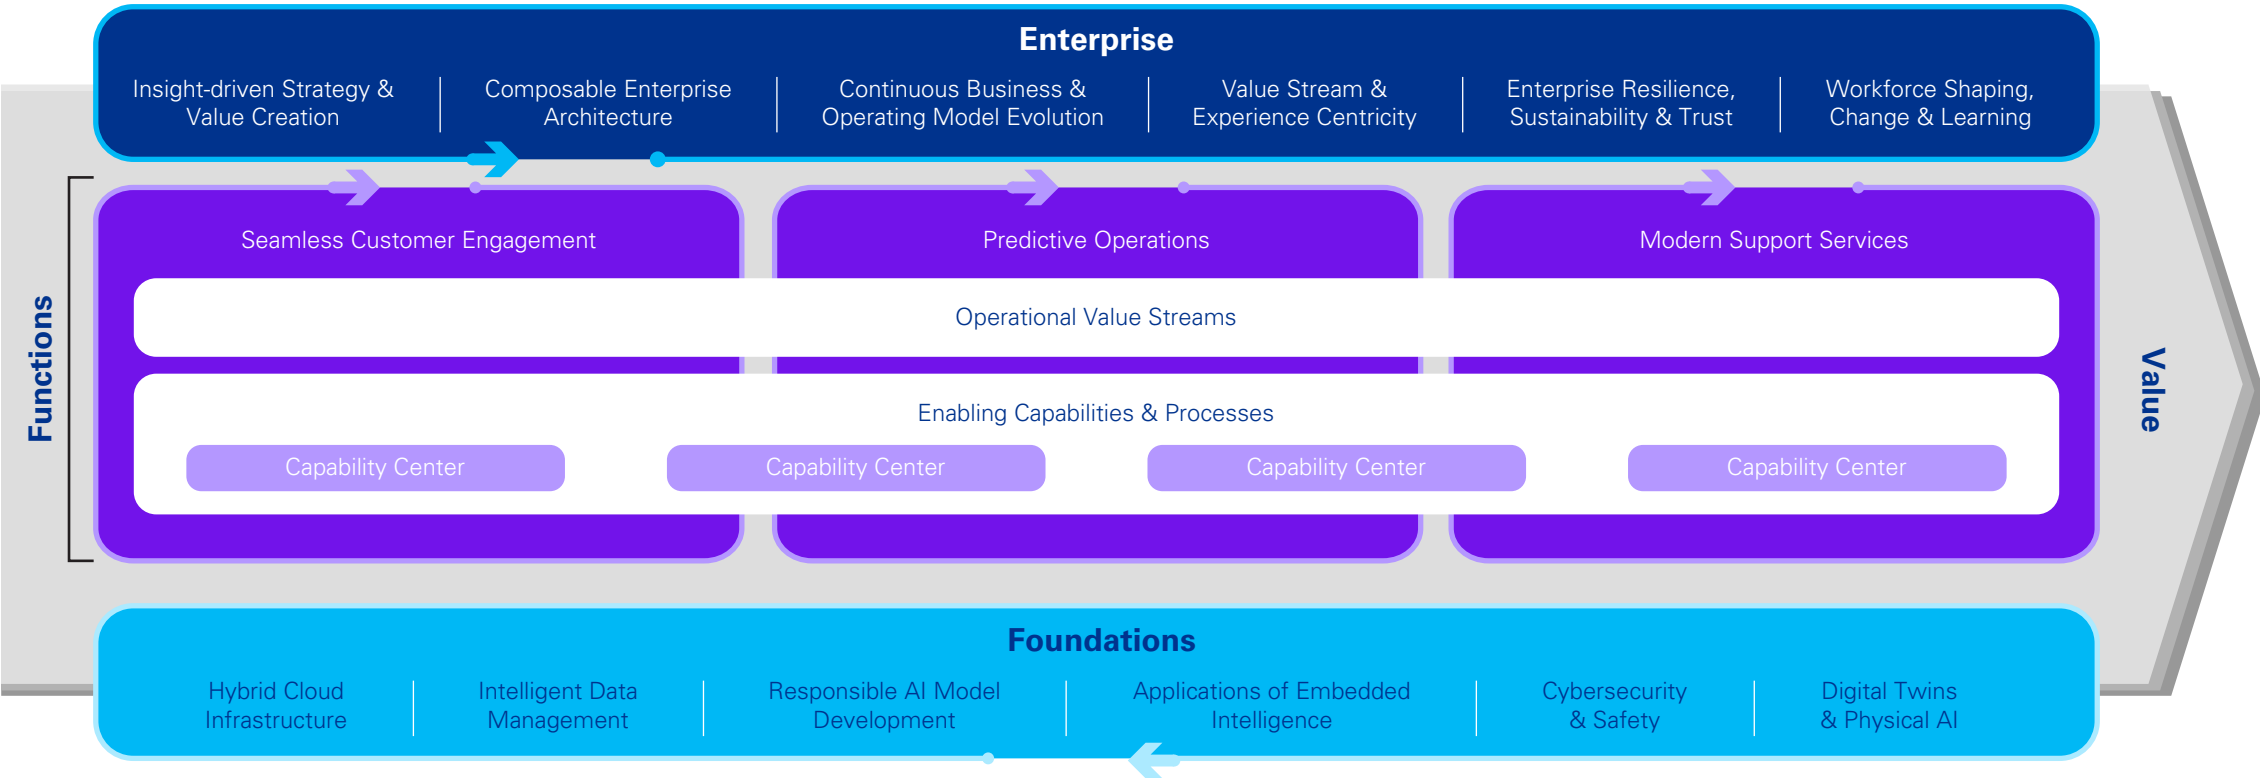 Enterprise
Insight-driven Strategy &
Value Creation
Composable Enterprise
Architecture
Continuous Business &
Operating Model Evolution
Value Stream &
Experience Centricity
Enterprise Resilience,
Sustainability & Trust
Workforce Shaping,
Change & Learning
Functions
Seamless Customer Engagement
Predictive Operations
Modern Support Services
Operational Value Streams
Enabling Capabilities & Processes
Capability Center
Capability Center
Capability Center
Capability Center
Value
Foundations
Hybrid Cloud
Infrastructure
Intelligent Data
Management
Responsible AI Model
Development
Applications of Embedded
Intelligence
Cybersecurity
& Safety
Digital Twins
& Physical AI